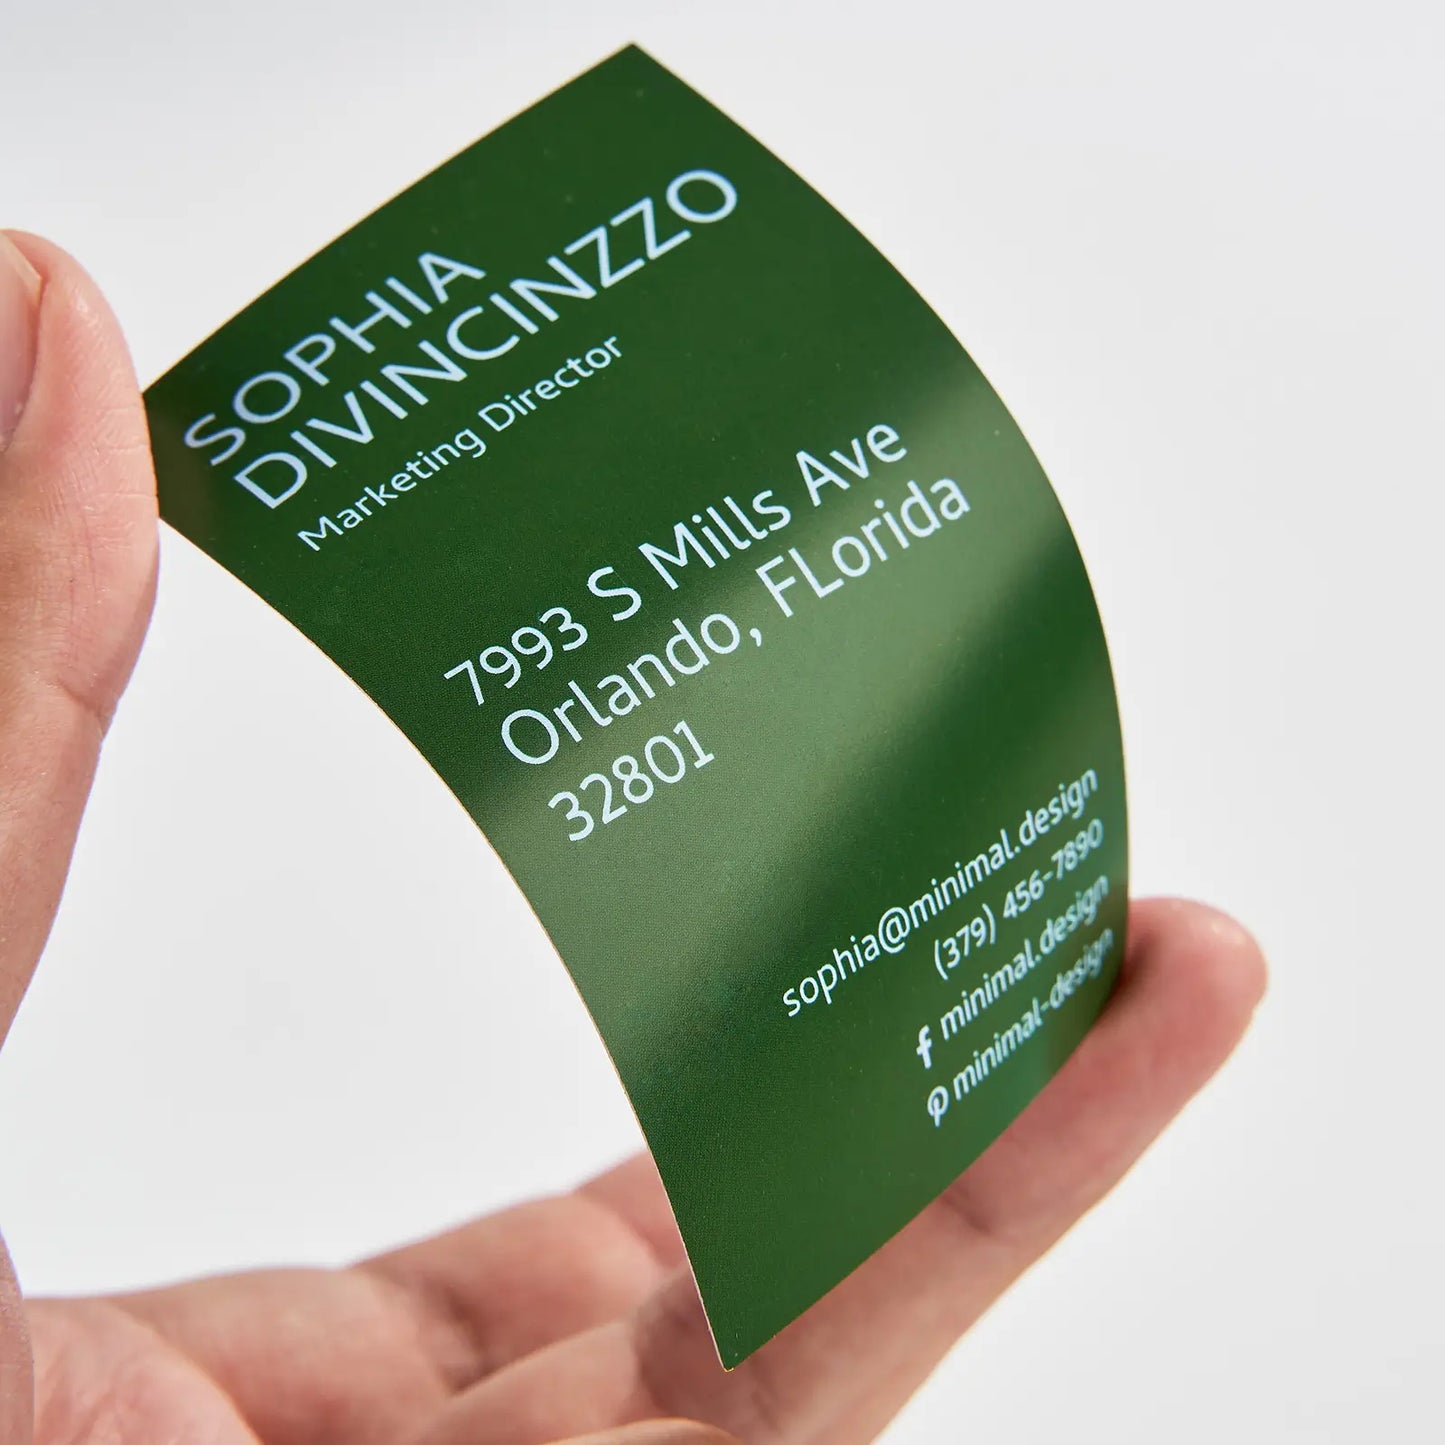 SOPHIA
DIVINCINZZO
Marketing Director
7993 S Mills Ave
Orlando, FLorida
32801
sophia@minimal.design
(379) 456-7890
minimal.design
minimal-design